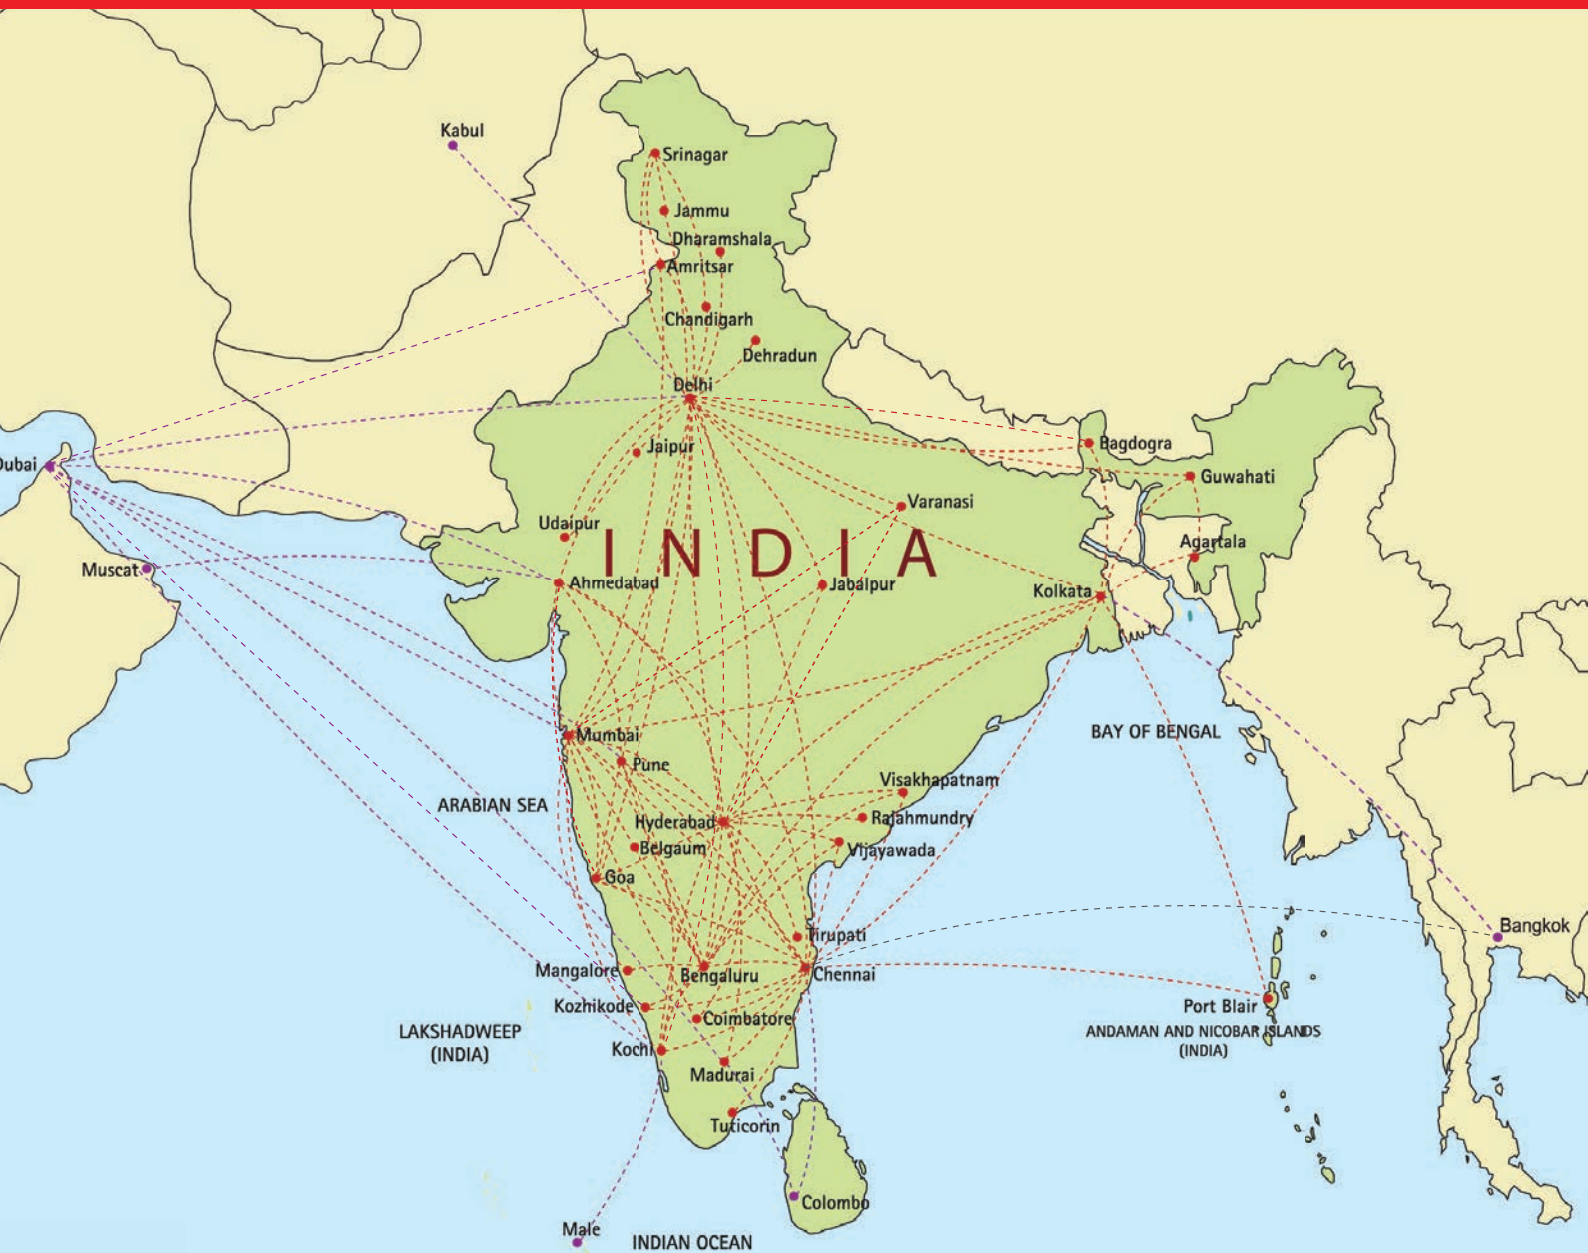 Kabul
Srinagar
Jammu
Dharamshala
Amritsar
Chandigarh
Dehradun
Delhi
Jaipur
Bagdogra
Dubai
Guwahati
Varanasi
Udaipur
INDIA
Agartala
Muscat
Ahmedabad
Jabalpur
Kolkata
Mumbai
BAY OF BENGAL
Pune
Visakhapatnam
ARABIAN SEA
Hyderabad
Rajahmundry
Belgaum
Vijayawada
Goa
Bangkok
Tirupati
Mangalore
Bengaluru
Chennai
Kozhikode
Port Blair
Coimbatore
LAKSHADWEEP
(INDIA)
ANDAMAN AND NICOBAR ISLANDS
(INDIA)
Kochi
Madurai
Tuticorin
Colombo
Male
INDIAN OCEAN